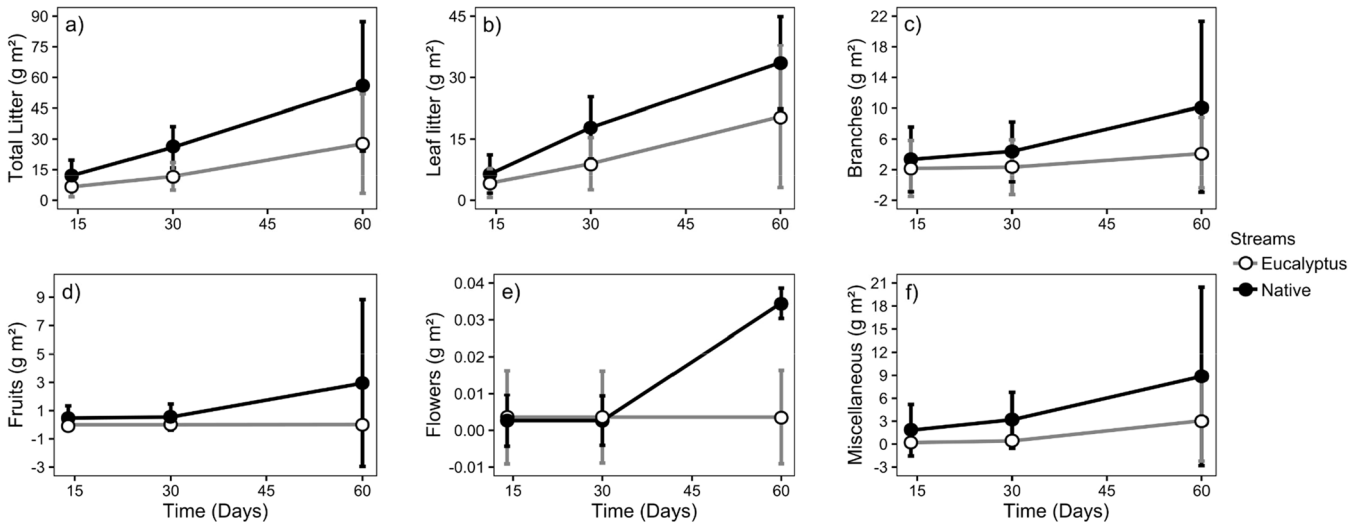 a)
Total Litter (g m²)
90
75
60
45
30
15
0
15 30 45 60
b)
Leaf litter (g m²)
45
30
15
0
15 30 45 60
c)
Branches (g m²)
22
18
14
10
6
2
-2
15 30 45 60
d)
Fruits (g m²)
9
7
5
3
1
-1
-3
15 30 45 60
Time (Days)
e)
Flowers (g m²)
0.04
0.03
0.02
0.01
0.00
-0.01
15 30 45 60
Time (Days)
f)
Miscellaneous (g m²)
21
18
15
12
9
6
3
0
-3
15 30 45 60
Time (Days)
Streams
Eucalyptus
Native